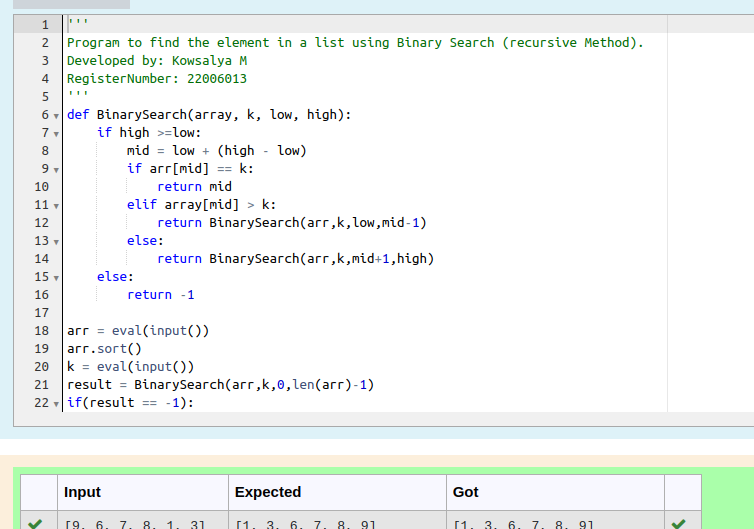 1 '''
2 Program to find the element in a list using Binary Search (recursive Method).
3 Developed by: Kowsalya M
4 RegisterNumber: 22006013
5 '''
6 def BinarySearch(array, k, low, high):
7     if high >=low:
8         mid = low + (high - low)
9         if arr[mid] == k:
10             return mid
11         elif array[mid] > k:
12             return BinarySearch(arr,k,low,mid-1)
13         else:
14             return BinarySearch(arr,k,mid+1,high)
15     else:
16         return -1
17
18 arr = eval(input())
19 arr.sort()
20 k = eval(input())
21 result = BinarySearch(arr,k,0,len(arr)-1)
22 if(result == -1):
Input Expected Got
[9, 6, 7, 8, 1, 3] [1, 3, 6, 7, 8, 9] [1, 3, 6, 7, 8, 9]